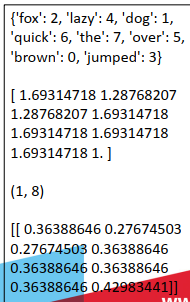 {'fox': 2, 'lazy': 4, 'dog': 1,
'quick': 6, 'the': 7, 'over': 5,
'brown': 0, 'jumped': 3}
[ 1.69314718 1.28768207
1.28768207 1.69314718
1.69314718 1.69314718
1.69314718 1. ]
(1, 8)
[[ 0.36388646 0.27674503
0.27674503 0.36388646
0.36388646 0.36388646
0.36388646 0.42983441]]